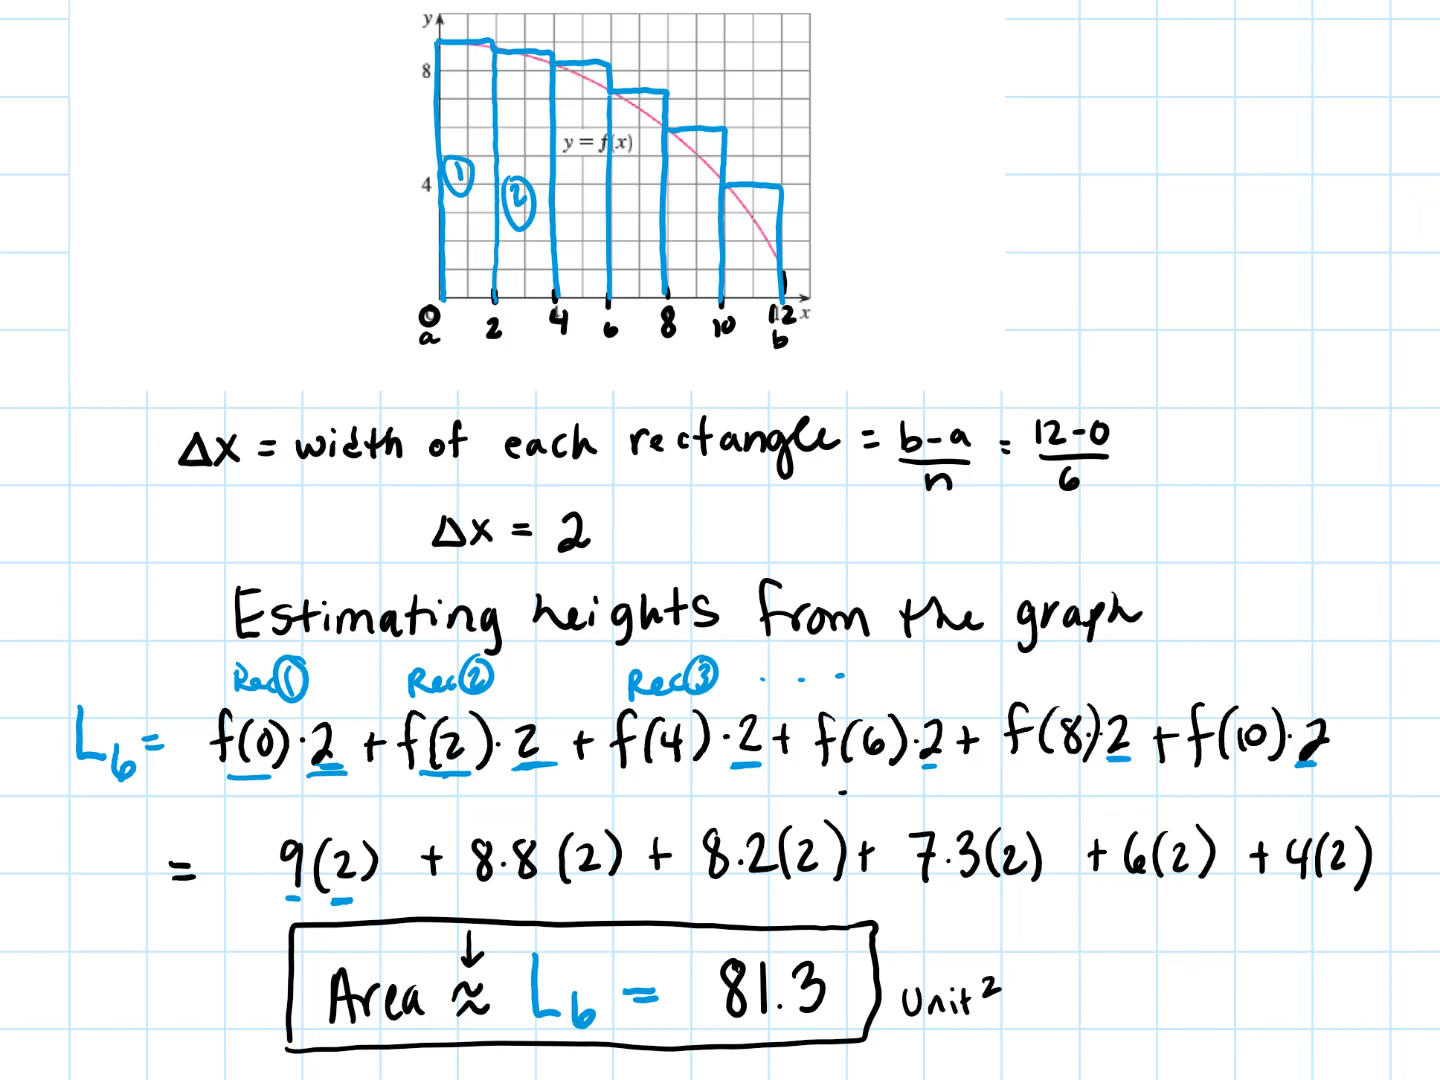 y
8
y = f(x)
① ②
4
0 2 4 6 8 10 12 x
a b
Δx = width of each rectangle = b-a/n = 12-0/6
Δx = 2
Estimating heights from the graph
Rec① Rec② Rec③ . . .
L₆ = f(0)·2 + f(2)·2 + f(4)·2 + f(6)·2 + f(8)·2 + f(10)·2
= 9(2) + 8.8(2) + 8.2(2) + 7.3(2) + 6(2) + 4(2)
↓
Area ≈ L₆ = 81.3 Unit²